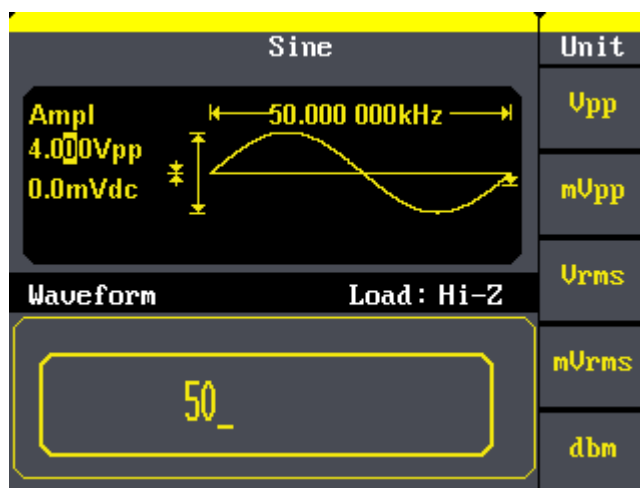 Sine
Unit
Ampl
50.000 000kHz
4.000Vpp
0.0mVdc
Waveform
Load: Hi-Z
50_
Vpp
mVpp
Vrms
mVrms
dbm